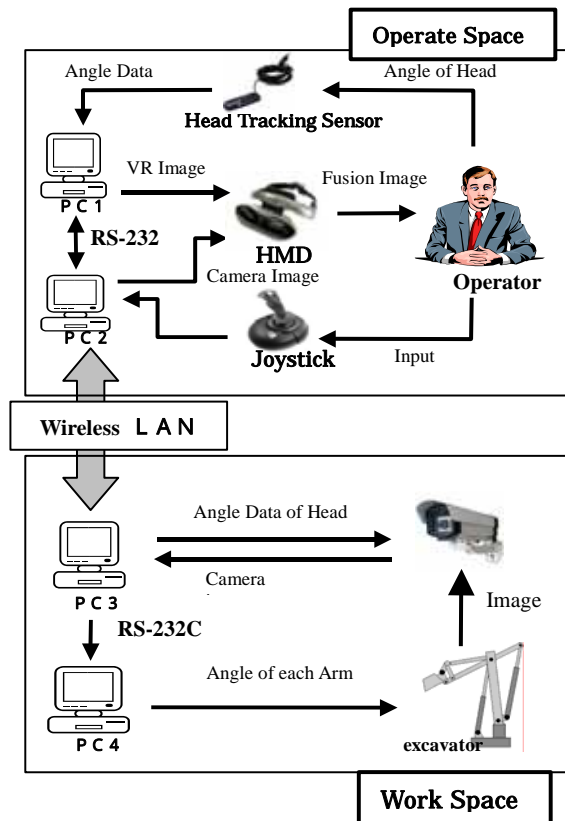 Operate Space
Angle Data
Angle of Head
Head Tracking Sensor
VR Image
Fusion Image
PC1
RS-232
HMD
Camera Image
Operator
PC2
Joystick
Input
Wireless LAN
Angle Data of Head
Camera
PC3
Image
RS-232C
Angle of each Arm
PC4
excavator
Work Space